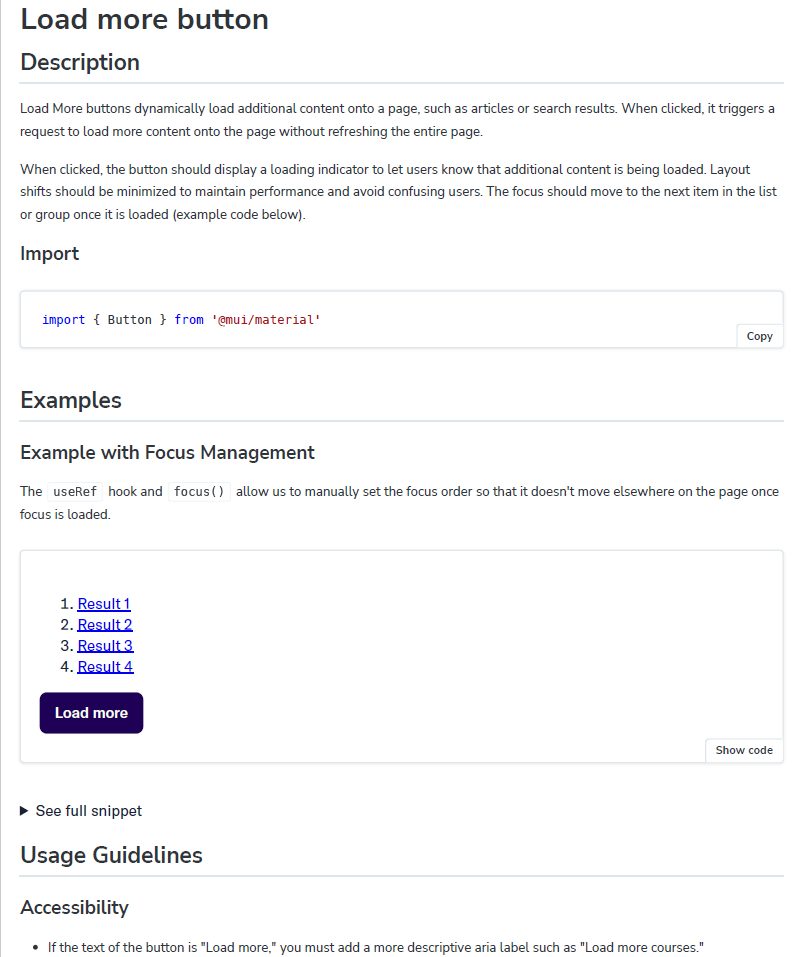 Load more button
Description
Load More buttons dynamically load additional content onto a page, such as articles or search results. When clicked, it triggers a
request to load more content onto the page without refreshing the entire page.
When clicked, the button should display a loading indicator to let users know that additional content is being loaded. Layout
shifts should be minimized to maintain performance and avoid confusing users. The focus should move to the next item in the list
or group once it is loaded (example code below).
Import
import { Button } from '@mui/material'
Copy
Examples
Example with Focus Management
The useRef hook and focus() allow us to manually set the focus order so that it doesn't move elsewhere on the page once
focus is loaded.
1. Result 1
2. Result 2
3. Result 3
4. Result 4
Load more
Show code
▶ See full snippet
Usage Guidelines
Accessibility
• If the text of the button is "Load more," you must add a more descriptive aria label such as "Load more courses."